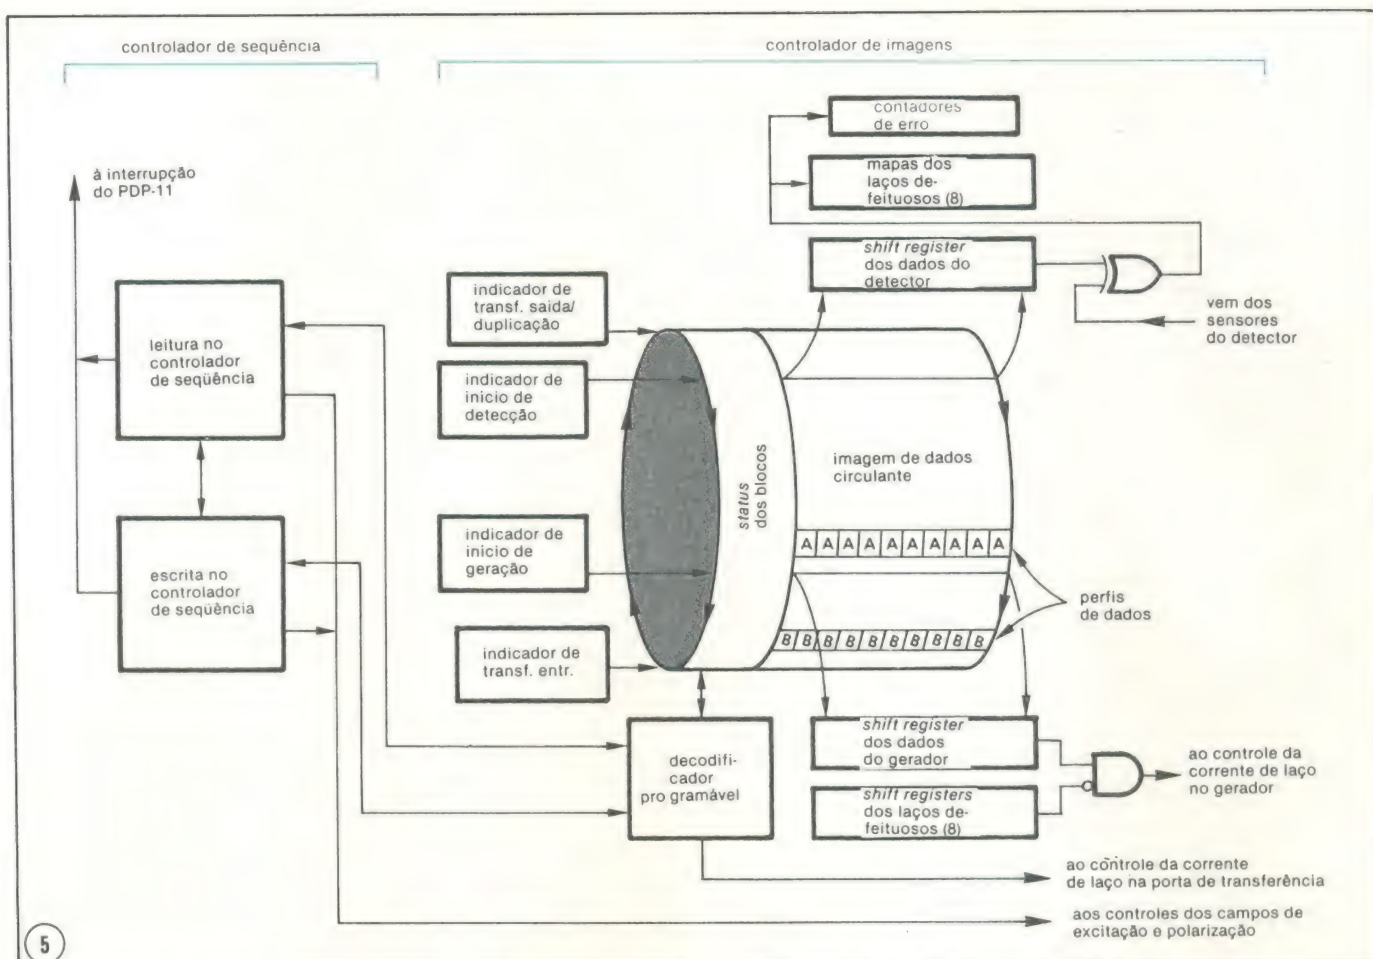 controlador de sequência
controlador de imagens
contadores
de erro
à interrupção
do PDP-11
mapas dos
laços de-
feituosos (8)
shift register
dos dados do
detector
indicador de
transf. saida/
duplicação
vem dos
sensores
do detector
leitura no
controlador
de seqüência
indicador de
inicio de
detecção
status
dos blocos
imagem de dados
circulante
indicador de
inicio de
geração
A A A A A A A A A A
escrita no
controlador
de seqüência
perfis
de dados
B B B B B B B B B B
indicador de
transf. entr.
decodifi-
cador
pro gramável
shift register
dos dados
do gerador
ao controle da
corrente de laço
no gerador
shift registers
dos laços de-
feituosos (8)
ao controle da corrente
de laço na porta de transferência
aos controles dos campos de
excitação e polarização
5